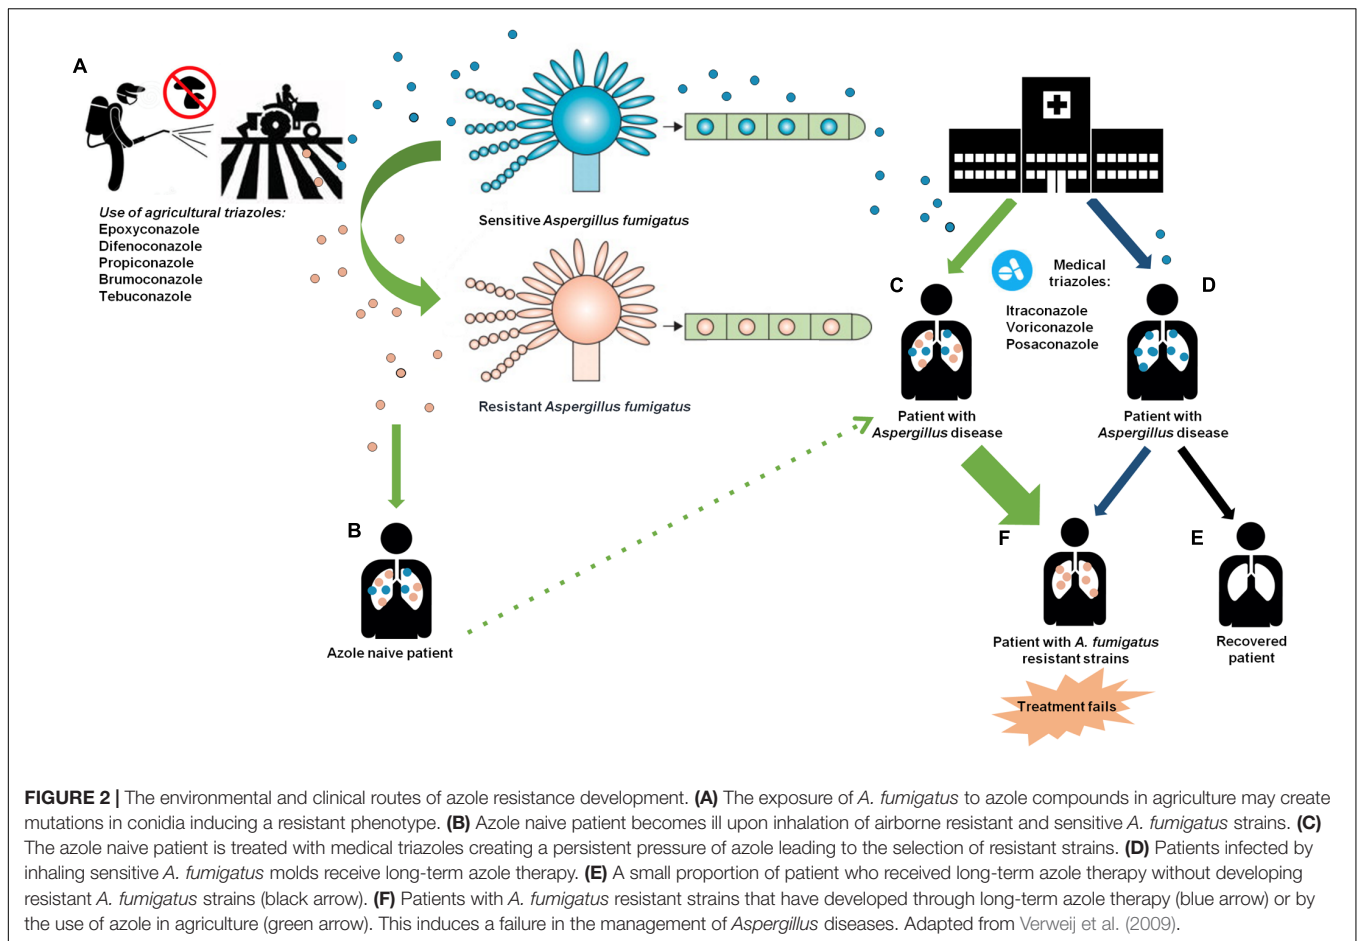 A
Use of agricultural triazoles:
Epoxyconazole
Difenoconazole
Propiconazole
Brumoconazole
Tebuconazole
Sensitive Aspergillus fumigatus
Resistant Aspergillus fumigatus
Medical
triazoles:
Itraconazole
Voriconazole
Posaconazole
C
D
Patient with
Aspergillus disease
Patient with
Aspergillus disease
B
Azole naive patient
F
E
Patient with A. fumigatus
resistant strains
Recovered
patient
Treatment fails
FIGURE 2 | The environmental and clinical routes of azole resistance development. (A) The exposure of A. fumigatus to azole compounds in agriculture may create
mutations in conidia inducing a resistant phenotype. (B) Azole naive patient becomes ill upon inhalation of airborne resistant and sensitive A. fumigatus strains. (C)
The azole naive patient is treated with medical triazoles creating a persistent pressure of azole leading to the selection of resistant strains. (D) Patients infected by
inhaling sensitive A. fumigatus molds receive long-term azole therapy. (E) A small proportion of patient who received long-term azole therapy without developing
resistant A. fumigatus strains (black arrow). (F) Patients with A. fumigatus resistant strains that have developed through long-term azole therapy (blue arrow) or by
the use of azole in agriculture (green arrow). This induces a failure in the management of Aspergillus diseases. Adapted from Verweij et al. (2009).